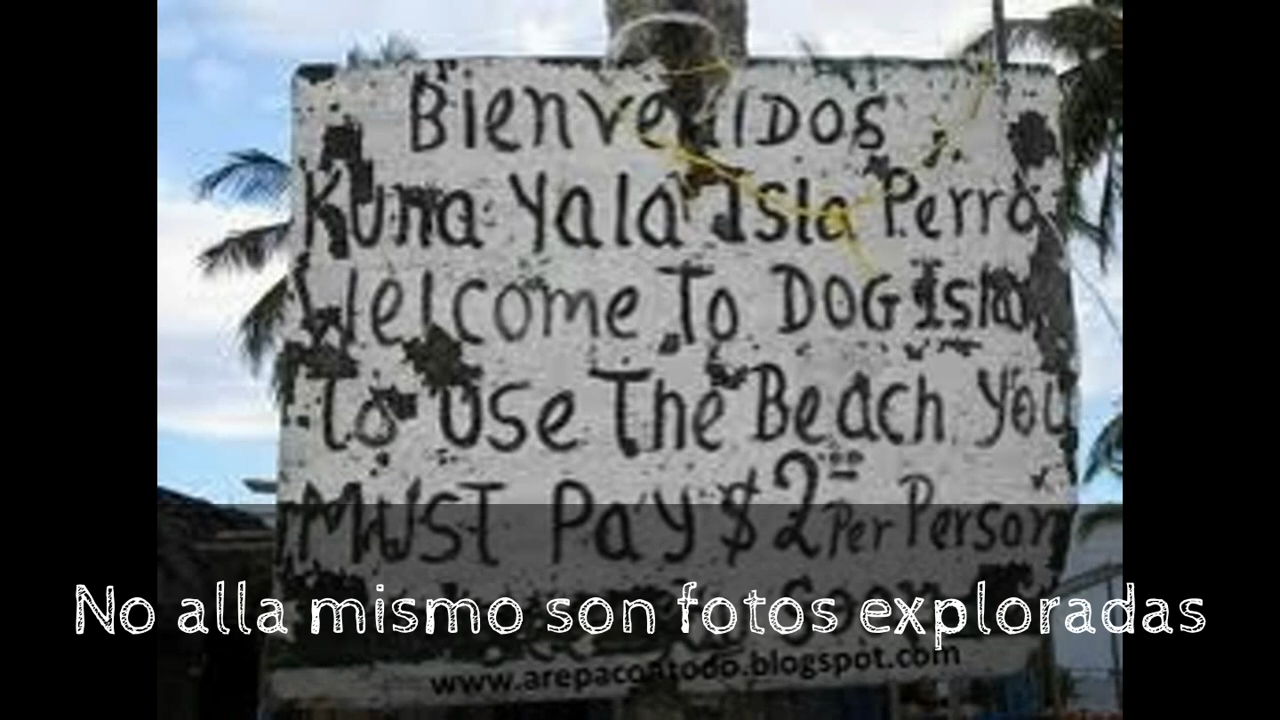 BienvenIDOS
Kuna Yala Isla Perro
Welcome To DOG Isla
To Use The Beach You
MUST Pay $2.00 Per Person
No alla mismo son fotos exploradas
www.arepacontodo.blogspot.com